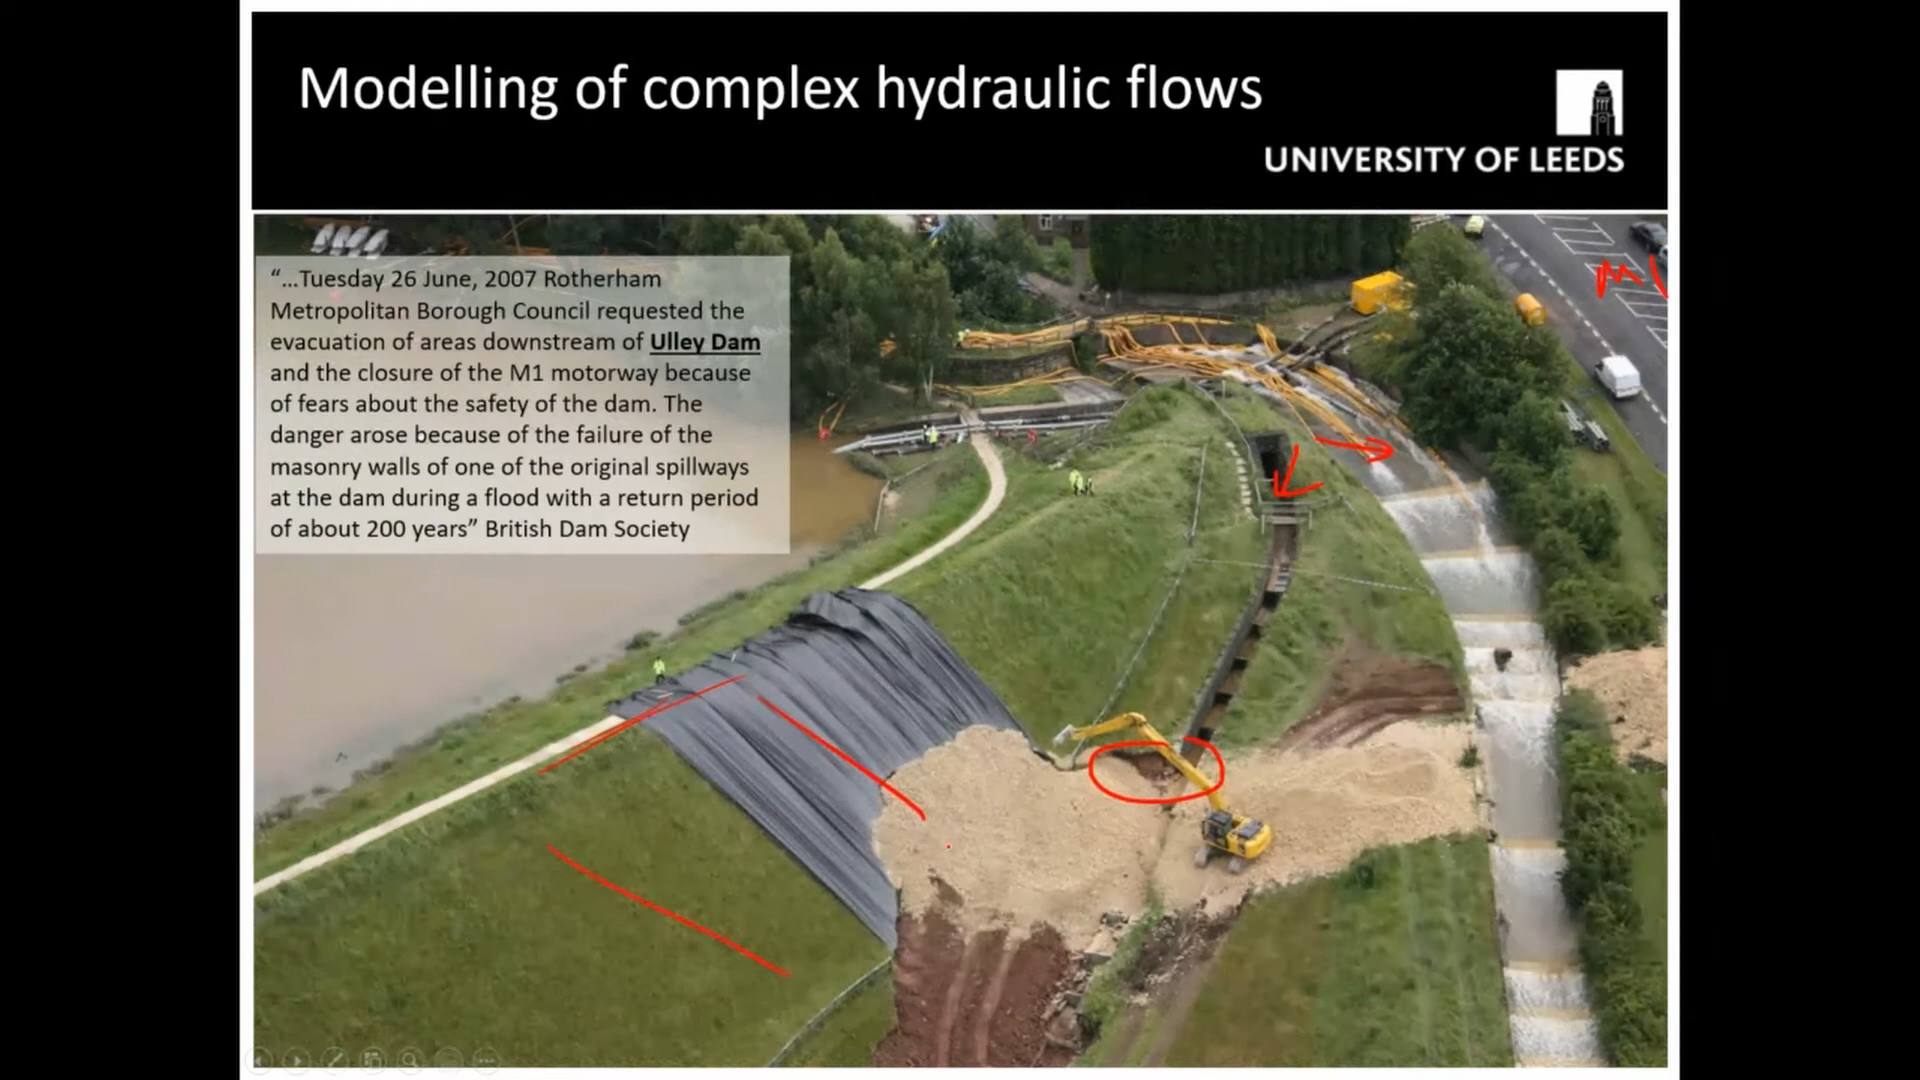 Modelling of complex hydraulic flows
UNIVERSITY OF LEEDS
“...Tuesday 26 June, 2007 Rotherham
Metropolitan Borough Council requested the
evacuation of areas downstream of Ulley Dam
and the closure of the M1 motorway because
of fears about the safety of the dam. The
danger arose because of the failure of the
masonry walls of one of the original spillways
at the dam during a flood with a return period
of about 200 years” British Dam Society
M1